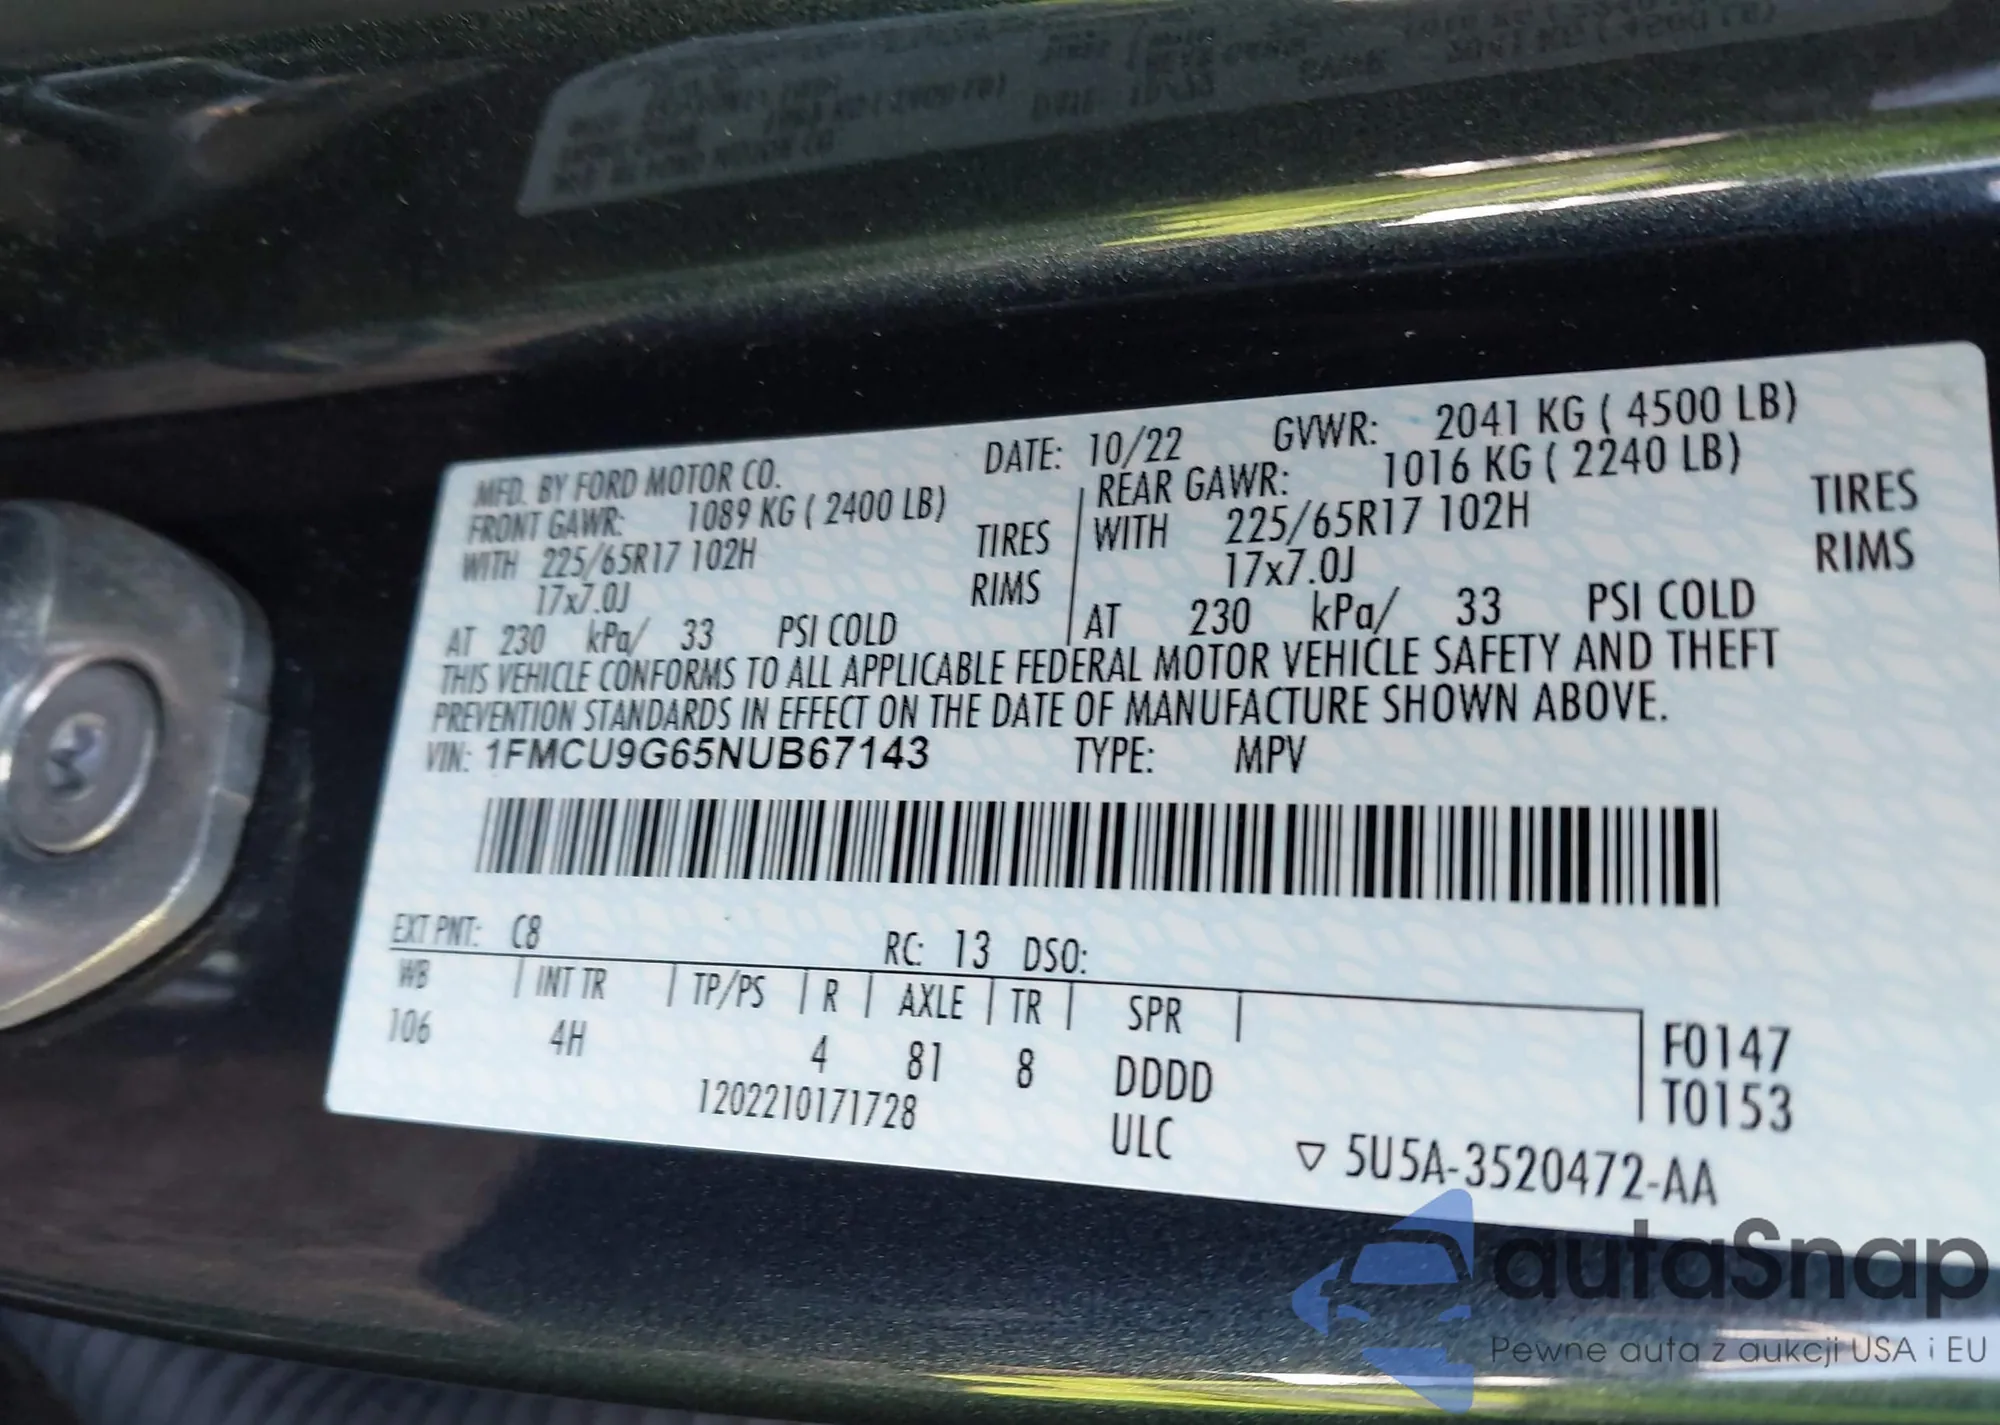 MFD. BY FORD MOTOR CO. DATE: 10/22 GVWR: 2041 KG ( 4500 LB)
FRONT GAWR: 1089 KG ( 2400 LB) REAR GAWR: 1016 KG ( 2240 LB)
WITH 225/65R17 102H TIRES WITH 225/65R17 102H TIRES
17x7.0J RIMS 17x7.0J RIMS
AT 230 kPa/ 33 PSI COLD AT 230 kPa/ 33 PSI COLD
THIS VEHICLE CONFORMS TO ALL APPLICABLE FEDERAL MOTOR VEHICLE SAFETY AND THEFT
PREVENTION STANDARDS IN EFFECT ON THE DATE OF MANUFACTURE SHOWN ABOVE.
VIN: 1FMCU9G65NUB67143 TYPE: MPV
EXT PNT: C8 RC: 13 DSO:
WB INT TR TP/PS R AXLE TR SPR F0147
106 4H 4 81 8 DDDD T0153
1202210171728 ULC ▽ 5U5A-3520472-AA
autaSnap
Pewne auta z aukcji USA i EU